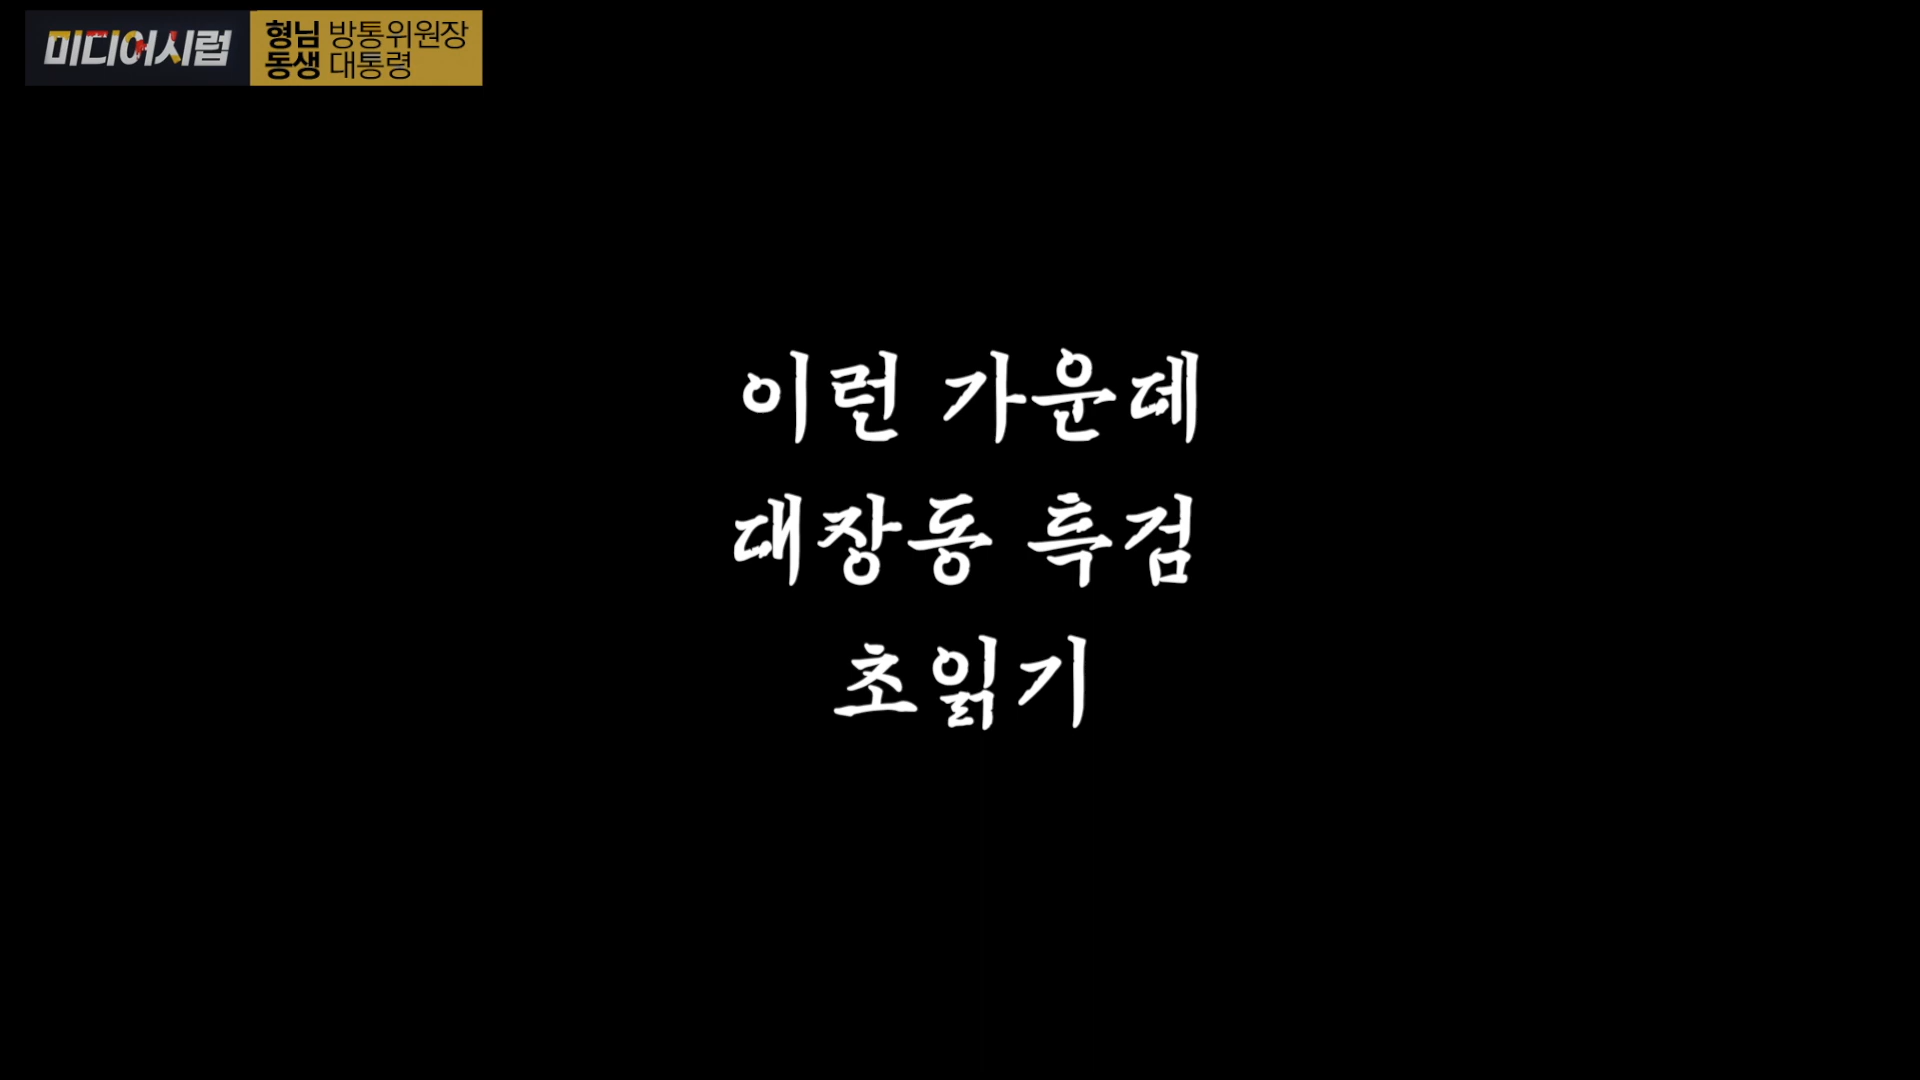 미디어시럽
형님 방통위원장
동생 대통령
이런 가운데
대장동 특검
초읽기